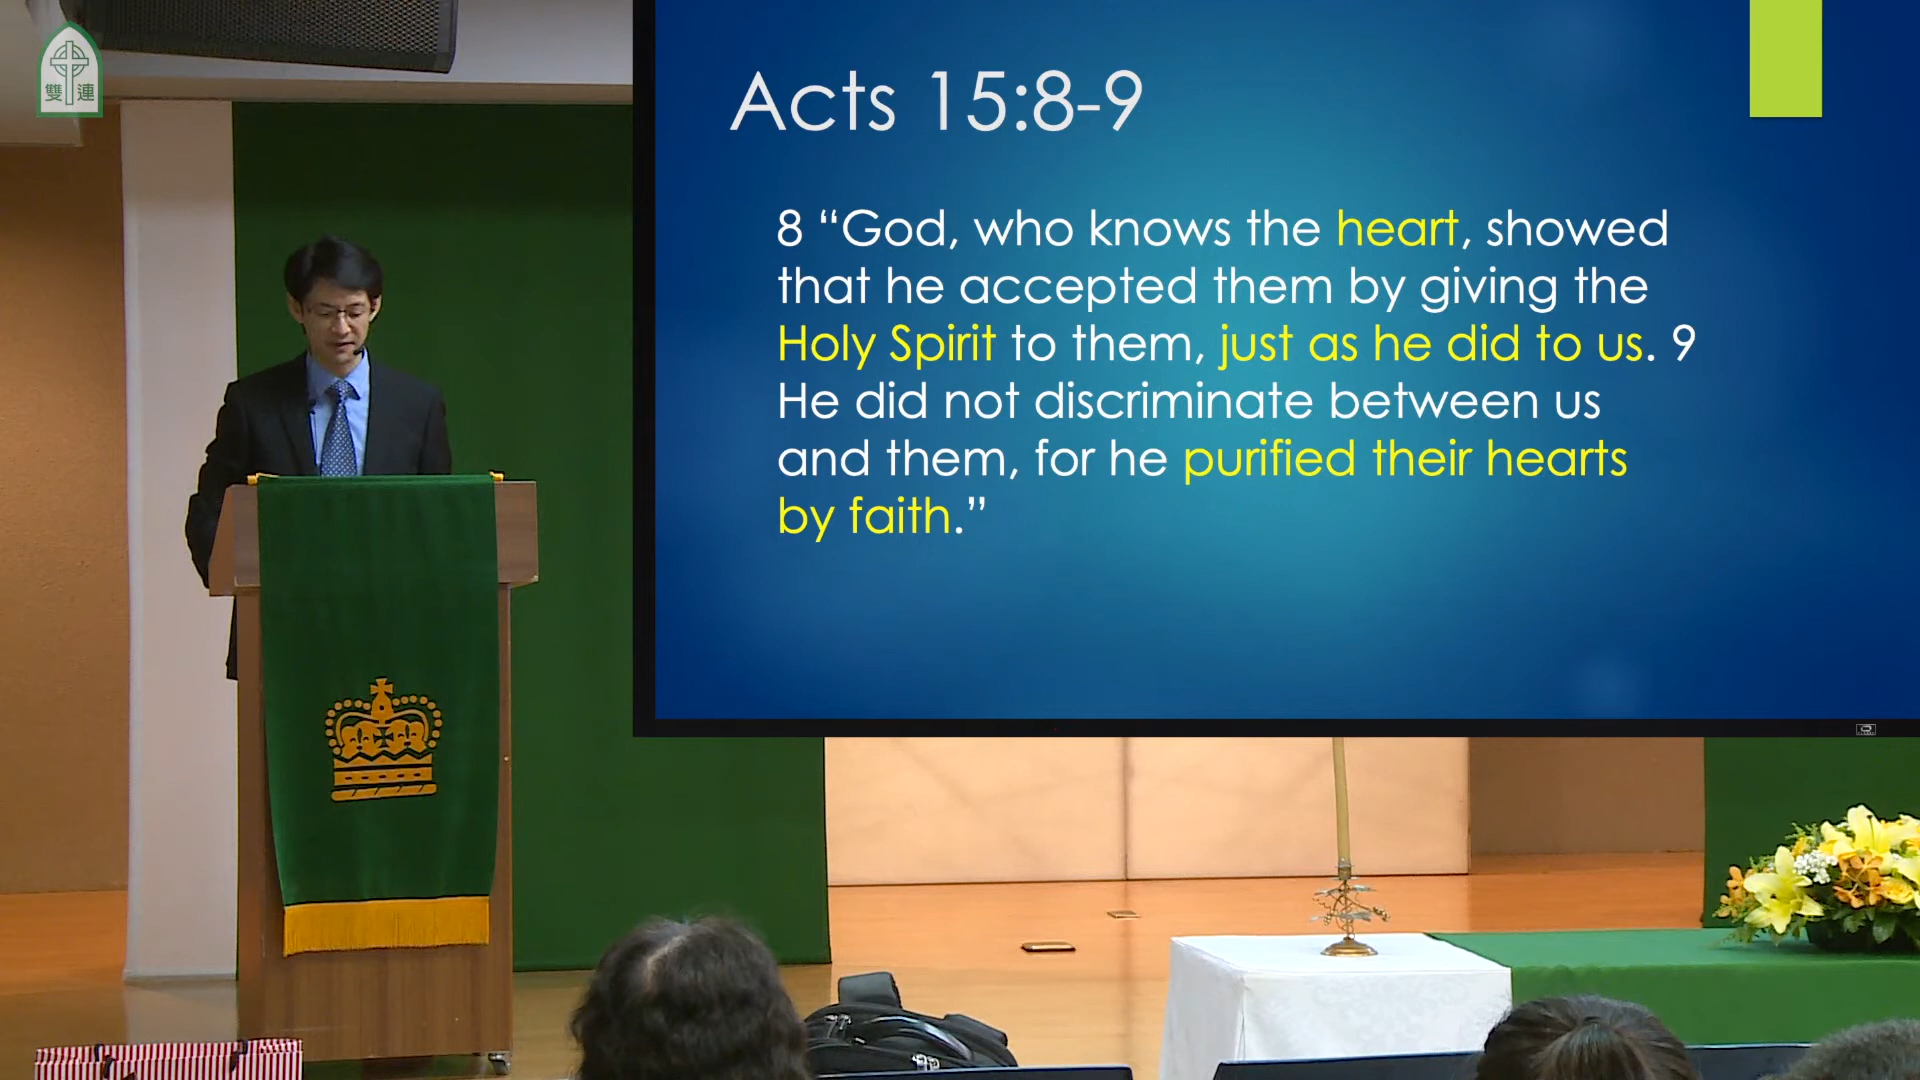 雙連
Acts 15:8-9
8 “God, who knows the heart, showed
that he accepted them by giving the
Holy Spirit to them, just as he did to us. 9
He did not discriminate between us
and them, for he purified their hearts
by faith.”